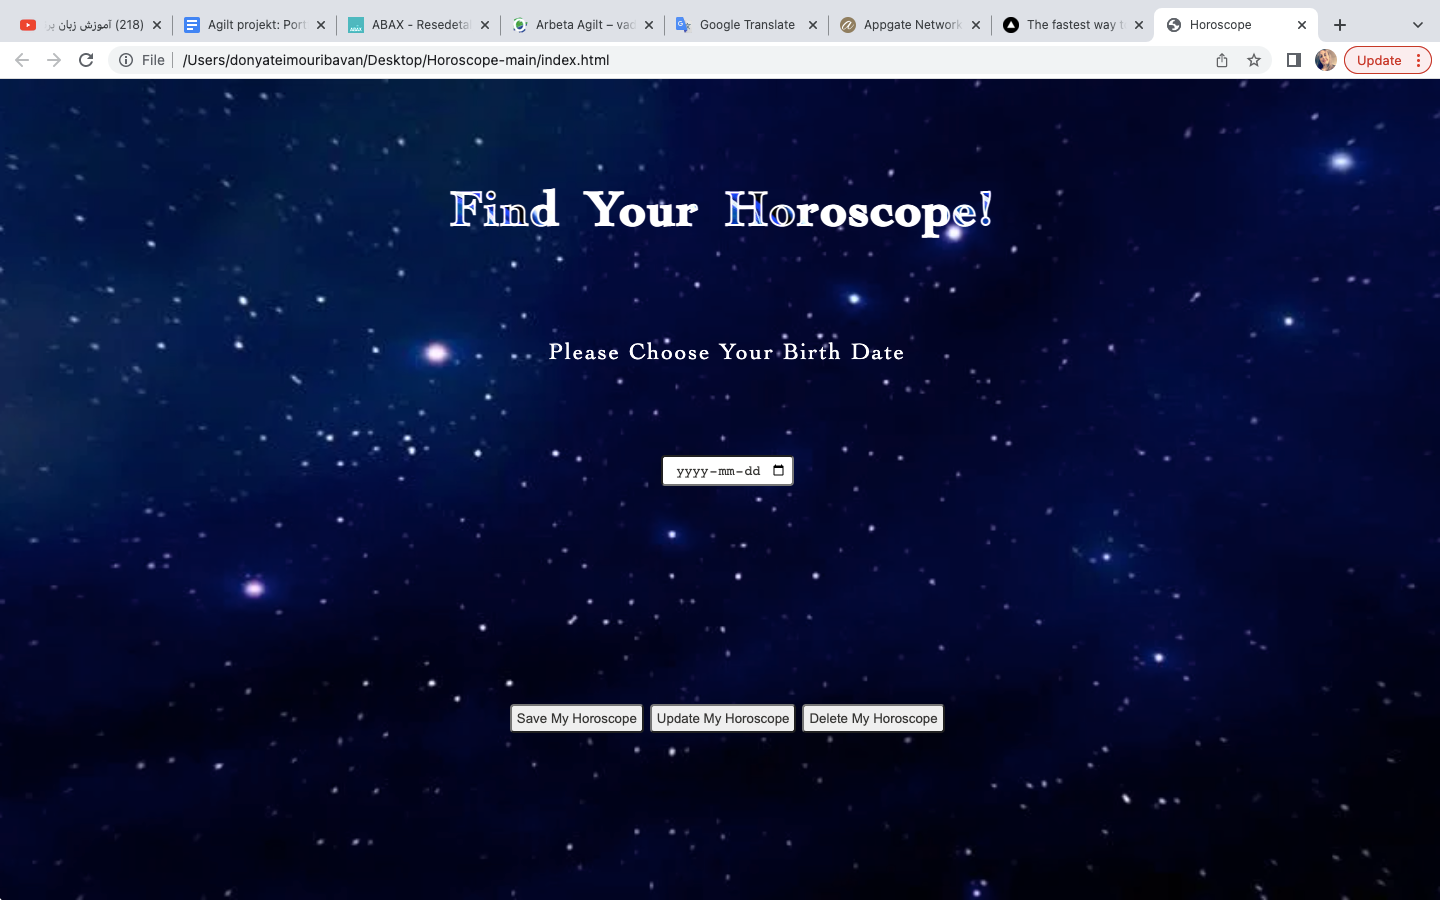 (218) آموزش زبان بر
Agilt projekt: Port
ABAX - Resedetal
Arbeta Agilt – vad
Google Translate
Appgate Network
The fastest way to
Horoscope
File
/Users/donyateimouribavan/Desktop/Horoscope-main/index.html
Update
Find Your Horoscope!
Please Choose Your Birth Date
yyyy-mm-dd
Save My Horoscope
Update My Horoscope
Delete My Horoscope